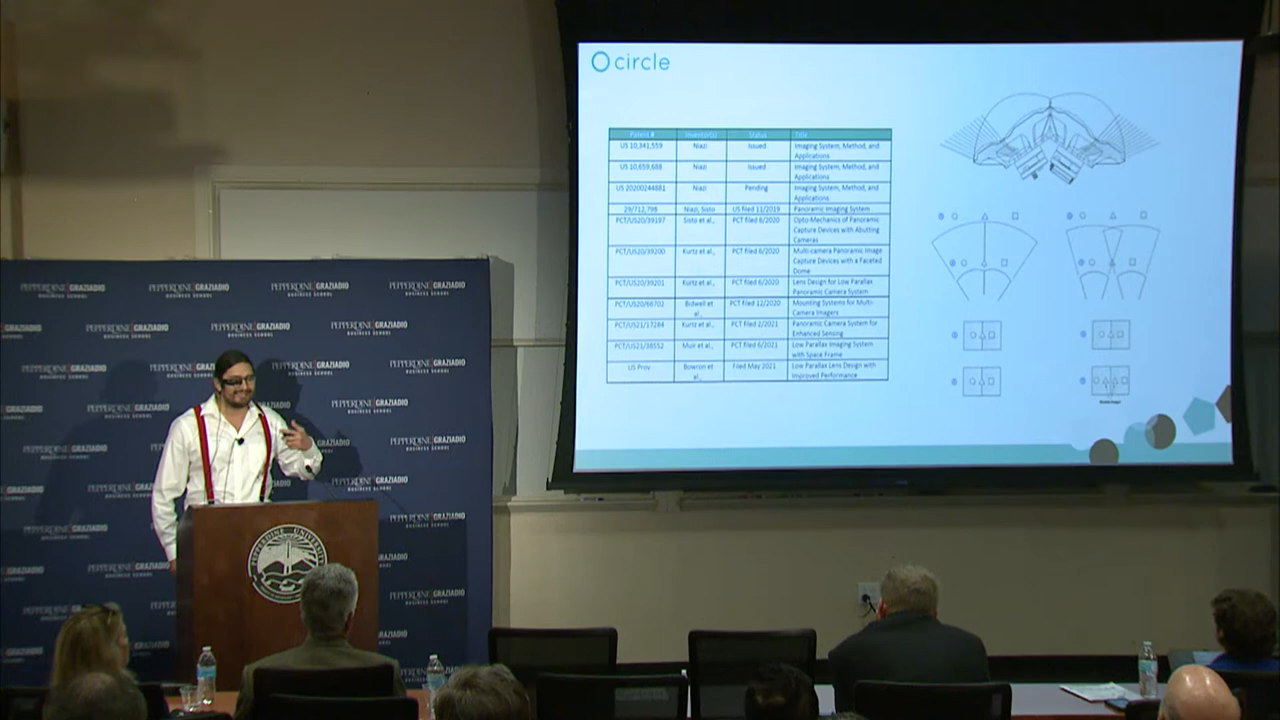 circle
Patent # Inventor(s) Status Title
US 10,341,559 Niazi Issued Imaging System, Method, and
Applications
US 10,659,688 Niazi Issued Imaging System, Method, and
Applications
US 20200244881 Niazi Pending Imaging System, Method, and
Applications
29/712,798 Niazi, Sisto US filed 11/2019 Panoramic Imaging System
PCT/US20/39197 Sisto et al., PCT filed 6/2020 Opto-Mechanics of Panoramic
Capture Devices with Abutting
Cameras
PCT/US20/39200 Kurtz et al., PCT filed 6/2020 Multi-camera Panoramic Image
Capture Devices with a Faceted
Dome
PCT/US20/39201 Kurtz et al., PCT filed 6/2020 Lens Design for Low Parallax
Panoramic Camera System
PCT/US20/66702 Bidwell et PCT filed 12/2020 Mounting Systems for Multi-
al., Camera Imagers
PCT/US21/17284 Kurtz et al., PCT filed 2/2021 Panoramic Camera System for
Enhanced Sensing
PCT/US21/38552 Muir et al., PCT filed 6/2021 Low Parallax Imaging System
with Space Frame
US Prov Bowron et Filed May 2021 Low Parallax Lens Design with
al., Improved Performance
PEPPERDINE GRAZIADIO
BUSINESS SCHOOL
PEPPERDINE UNIVERSITY